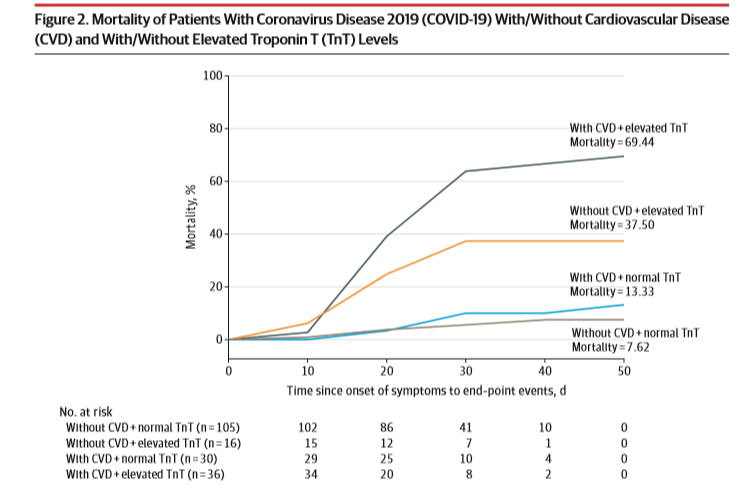 Figure 2. Mortality of Patients With Coronavirus Disease 2019 (COVID-19) With/Without Cardiovascular Disease
(CVD) and With/Without Elevated Troponin T (TnT) Levels
100
80
60
40
20
0
Mortality, %
With CVD + elevated TnT
Mortality = 69.44
Without CVD + elevated TnT
Mortality = 37.50
With CVD + normal TnT
Mortality = 13.33
Without CVD + normal TnT
Mortality = 7.62
0 10 20 30 40 50
Time since onset of symptoms to end-point events, d
No. at risk
Without CVD + normal TnT (n = 105) 102 86 41 10 0
Without CVD + elevated TnT (n = 16) 15 12 7 1 0
With CVD + normal TnT (n = 30) 29 25 10 4 0
With CVD + elevated TnT (n = 36) 34 20 8 2 0